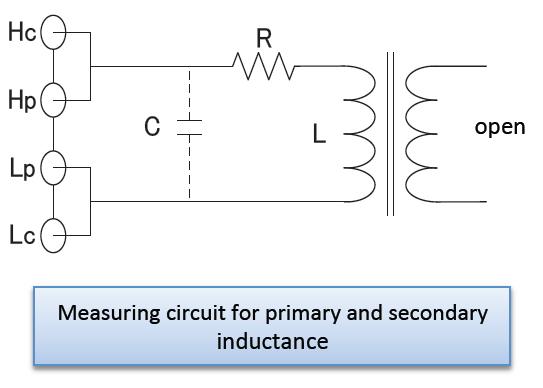 Hc
R
Hp
C
L
open
Lp
Lc
Measuring circuit for primary and secondary
inductance